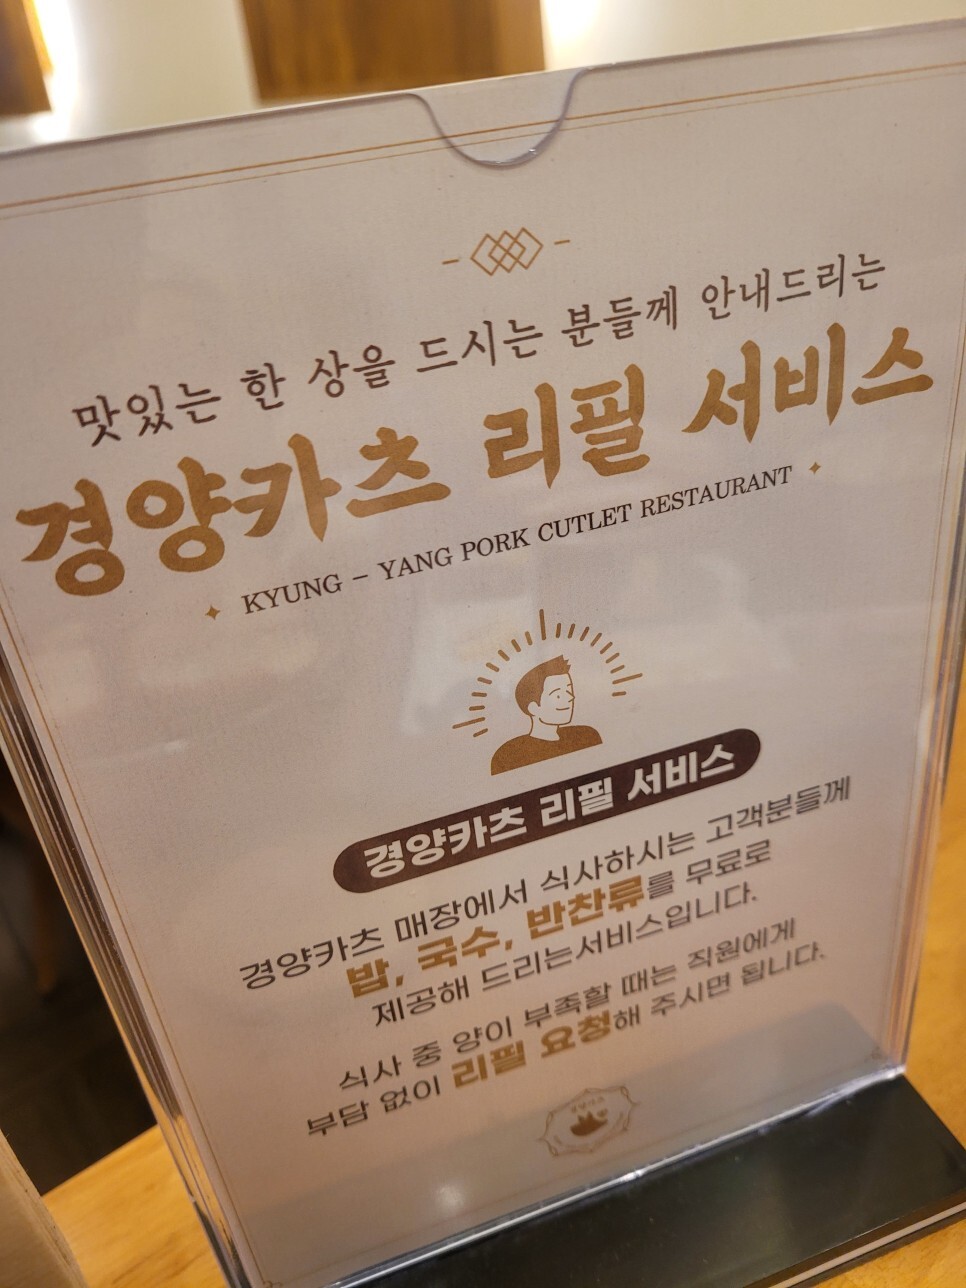 맛있는 한 상을 드시는 분들께 안내드리는
경양카츠 리필 서비스
KYUNG – YANG PORK CUTLET RESTAURANT
경양카츠 리필 서비스
경양카츠 매장에서 식사하시는 고객분들께
밥, 국수, 반찬류를 무료로
제공해 드리는서비스입니다.
식사 중 양이 부족할 때는 직원에게
부담 없이 리필 요청해 주시면 됩니다.
경양카츠